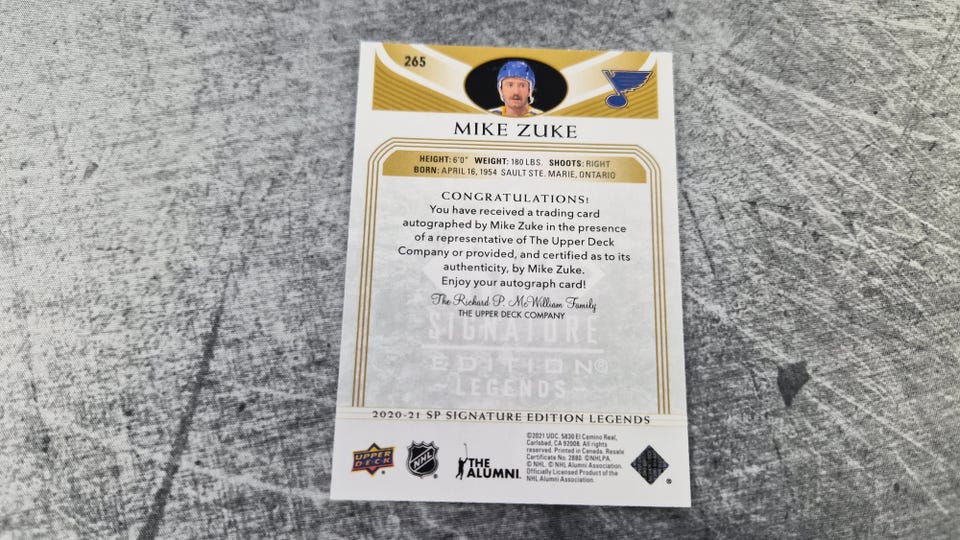 265
MIKE ZUKE
HEIGHT: 6'0" WEIGHT: 180 LBS. SHOOTS: RIGHT
BORN: APRIL 16, 1954 SAULT STE. MARIE, ONTARIO
CONGRATULATIONS!
You have received a trading card
autographed by Mike Zuke in the presence
of a representative of The Upper Deck
Company or provided, and certified as to its
authenticity, by Mike Zuke.
Enjoy your autograph card!
The Richard P. McWilliam Family
THE UPPER DECK COMPANY
SIGNATURE
EDITION®
-LEGENDS-
2020-21 SP SIGNATURE EDITION LEGENDS
UPPER DECK
NHL
THE ALUMNI
©2021 UDC. 5830 El Camino Real,
Carlsbad, CA 92008. All rights
reserved. Printed in Canada. Resale
Certificate No. 2880. ©NHLPA.
© NHL. © NHL Alumni Association.
Officially Licensed Product of the
NHL Alumni Association.